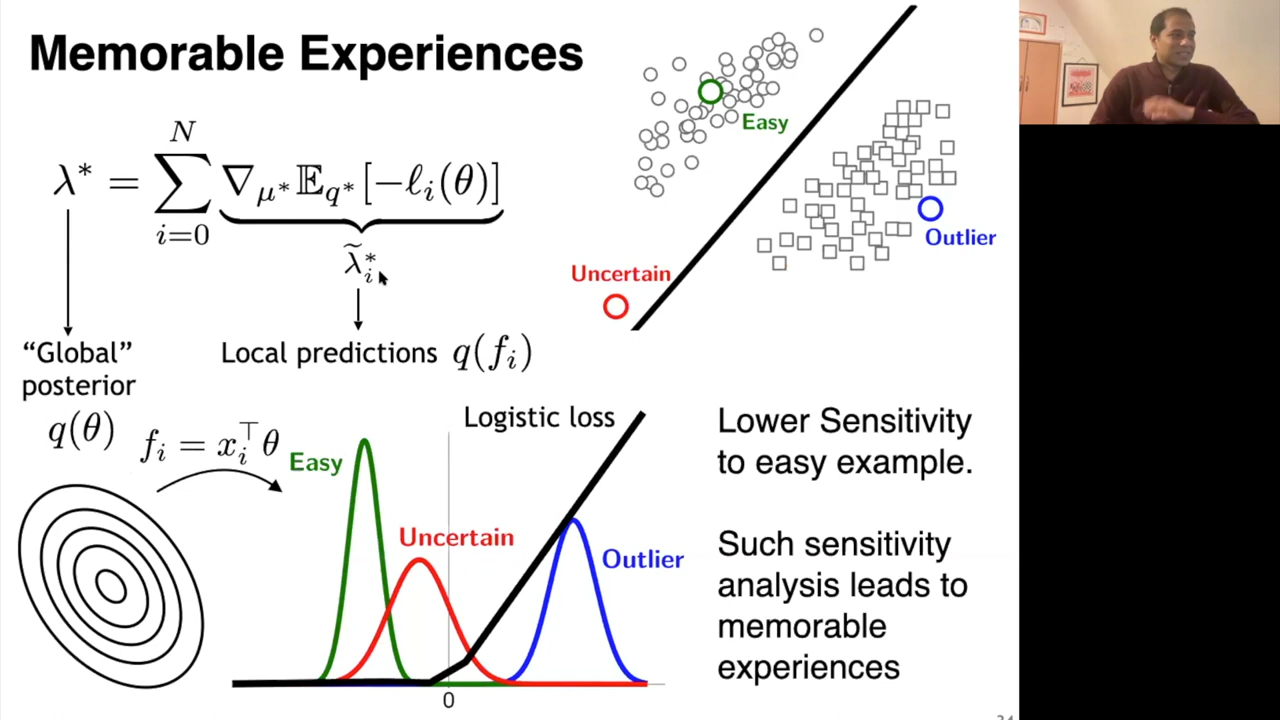 Memorable Experiences
λ* = ∑_{i=0}^{N} ∇_{μ*} 𝔼_{q*}[−ℓ_i(θ)]
λ̃_i*
"Global"
posterior
q(θ)
Local predictions q(f_i)
f_i = x_i^⊤ θ
Easy
Outlier
Uncertain
Logistic loss
Easy
Uncertain
Outlier
0
Lower Sensitivity
to easy example.
Such sensitivity
analysis leads to
memorable
experiences